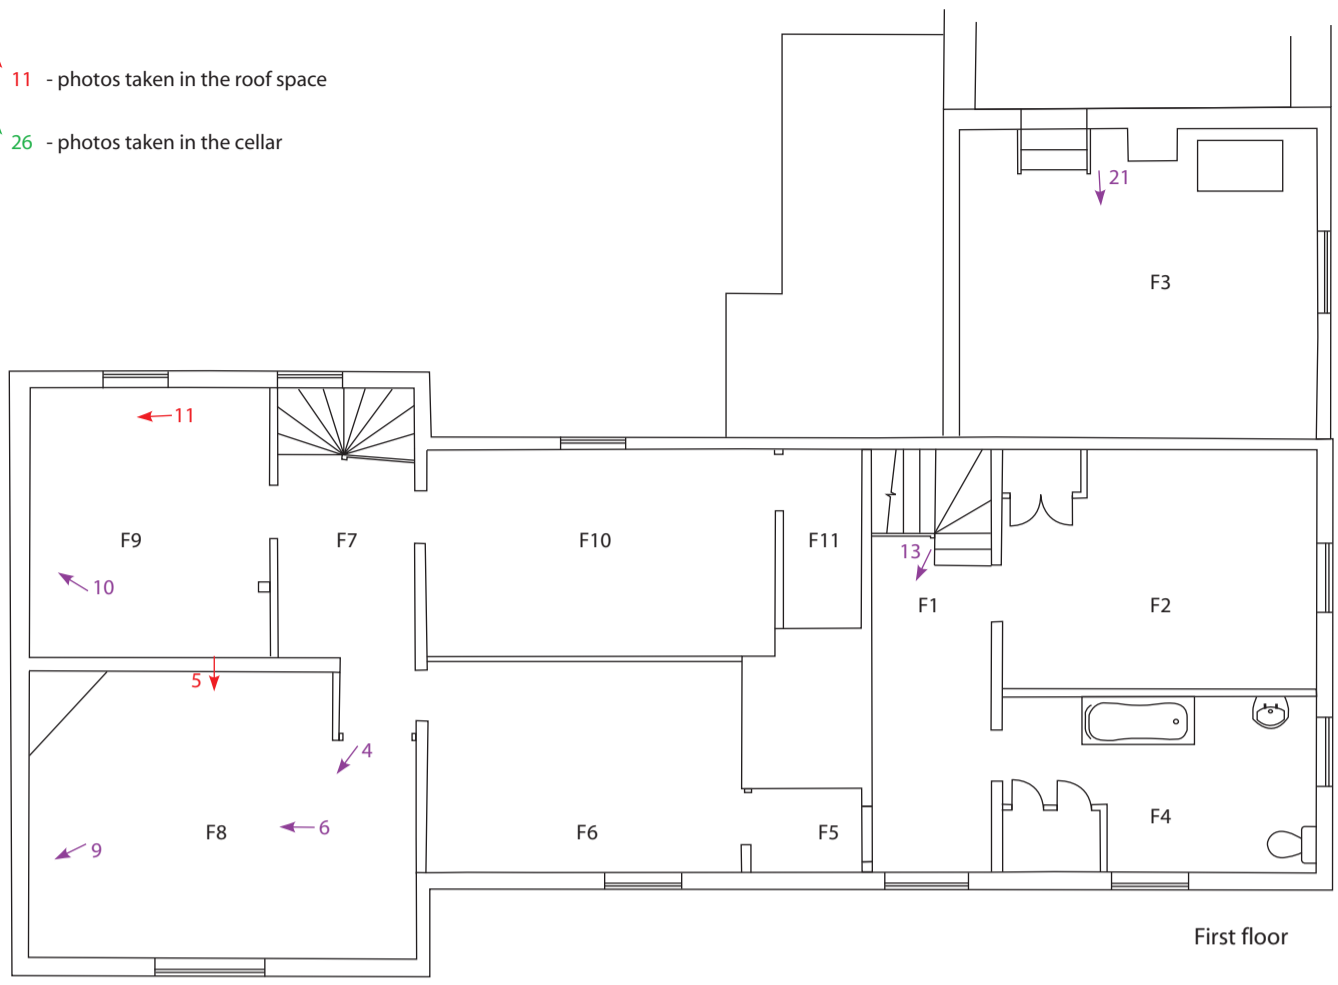 11 - photos taken in the roof space
26 - photos taken in the cellar
21
F3
11
F9
F7
F10
F11
13
10
F1
F2
5
4
F8
6
F6
F5
F4
9
First floor